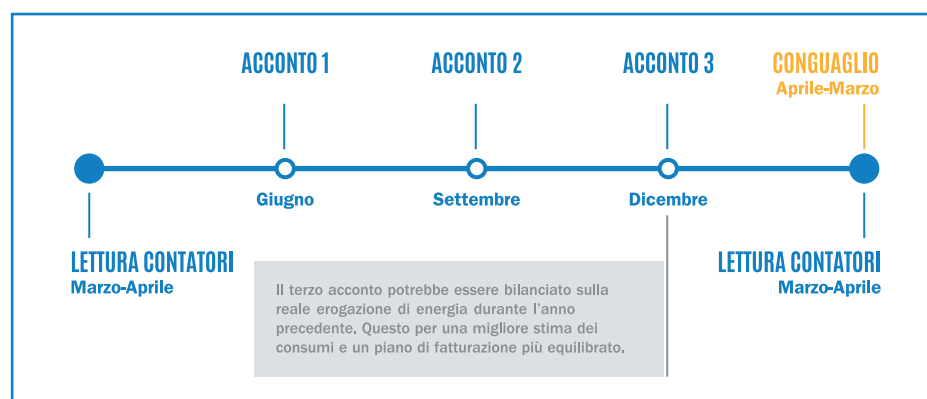 ACCONTO 1
ACCONTO 2
ACCONTO 3
CONGUAGLIO
Aprile-Marzo
Giugno
Settembre
Dicembre
LETTURA CONTATORI
Marzo-Aprile
LETTURA CONTATORI
Marzo-Aprile
Il terzo acconto potrebbe essere bilanciato sulla
reale erogazione di energia durante l'anno
precedente. Questo per una migliore stima dei
consumi e un piano di fatturazione più equilibrato.